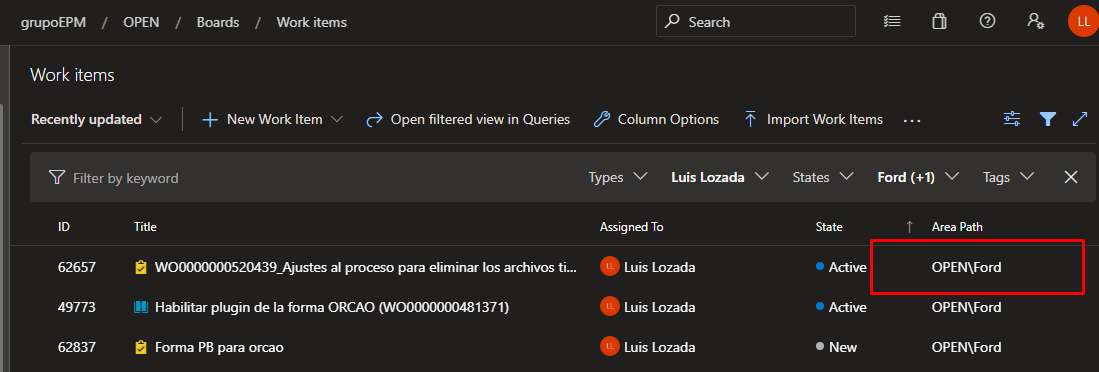 grupoEPM / OPEN / Boards / Work items Search LL
Work items
Recently updated New Work Item Open filtered view in Queries Column Options Import Work Items ...
Filter by keyword Types Luis Lozada States Ford (+1) Tags
ID Title Assigned To State ↑ Area Path
62657 WO0000000520439_Ajustes al proceso para eliminar los archivos ti... LL Luis Lozada Active OPEN\Ford
49773 Habilitar plugin de la forma ORCAO (WO0000000481371) LL Luis Lozada Active OPEN\Ford
62837 Forma PB para orcao LL Luis Lozada New OPEN\Ford